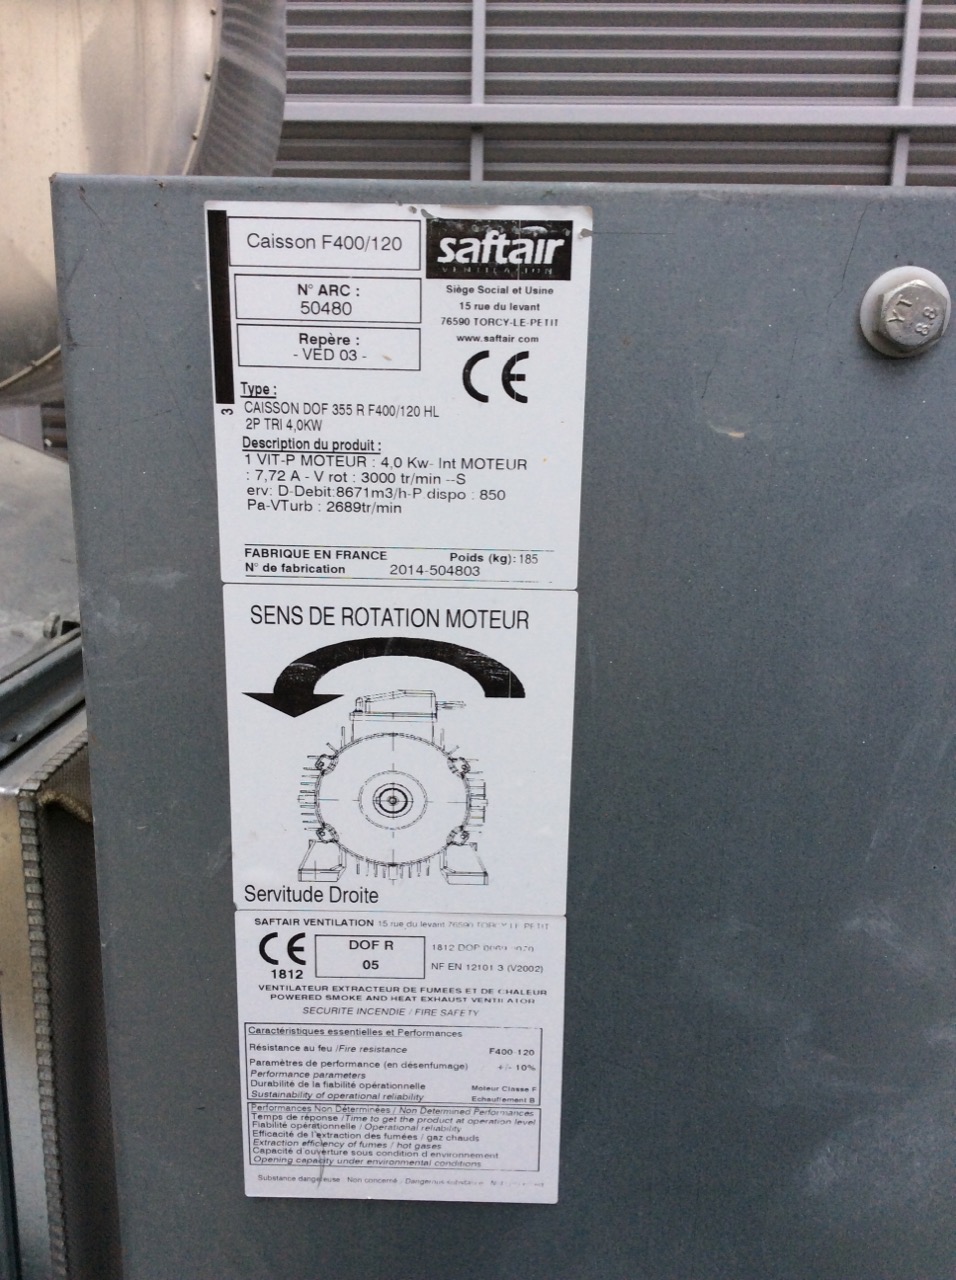 Caisson F400/120
N° ARC :
50480
Repère :
- VED 03 -
saftair
VENTILATION
Siège Social et Usine
15 rue du levant
76590 TORCY-LE-PETIT
www.saftair.com
CE
3
Type :
CAISSON DOF 355 R F400/120 HL
2P TRI 4,0KW
Description du produit :
1 VIT-P MOTEUR : 4,0 Kw- Int MOTEUR
: 7,72 A - V rot : 3000 tr/min --S
erv: D-Debit:8671m3/h-P dispo : 850
Pa-VTurb : 2689tr/min
FABRIQUE EN FRANCE Poids (kg): 185
N° de fabrication 2014-504803
SENS DE ROTATION MOTEUR
Servitude Droite
SAFTAIR VENTILATION 15 rue du levant 76590 TORCY LE PETIT
CE
1812
DOF R
05
1812 DOP
NF EN 12101 3 (V2002)
VENTILATEUR EXTRACTEUR DE FUMEES ET DE CHALEUR
POWERED SMOKE AND HEAT EXHAUST VENTILATOR
SECURITE INCENDIE / FIRE SAFETY
Caractéristiques essentielles et Performances
Résistance au feu /Fire resistance F400 120
Paramètres de performance (en désenfumage) +/- 10%
Performance parameters
Durabilité de la fiabilité opérationnelle Moteur Classe F
Sustainability of operational reliability Echauffement B
Performances Non Déterminées / Non Determined Performances
Temps de réponse /Time to get the product at operation level
Fiabilité opérationnelle / Operational reliability
Efficacité de l'extraction des fumées / gaz chauds
Extraction efficiency of fumes / hot gases
Capacité d'ouverture sous condition d'environnement
Opening capacity under environmental conditions
Substance dangereuse : Non concerné / Dangerous substance
YT
8.8